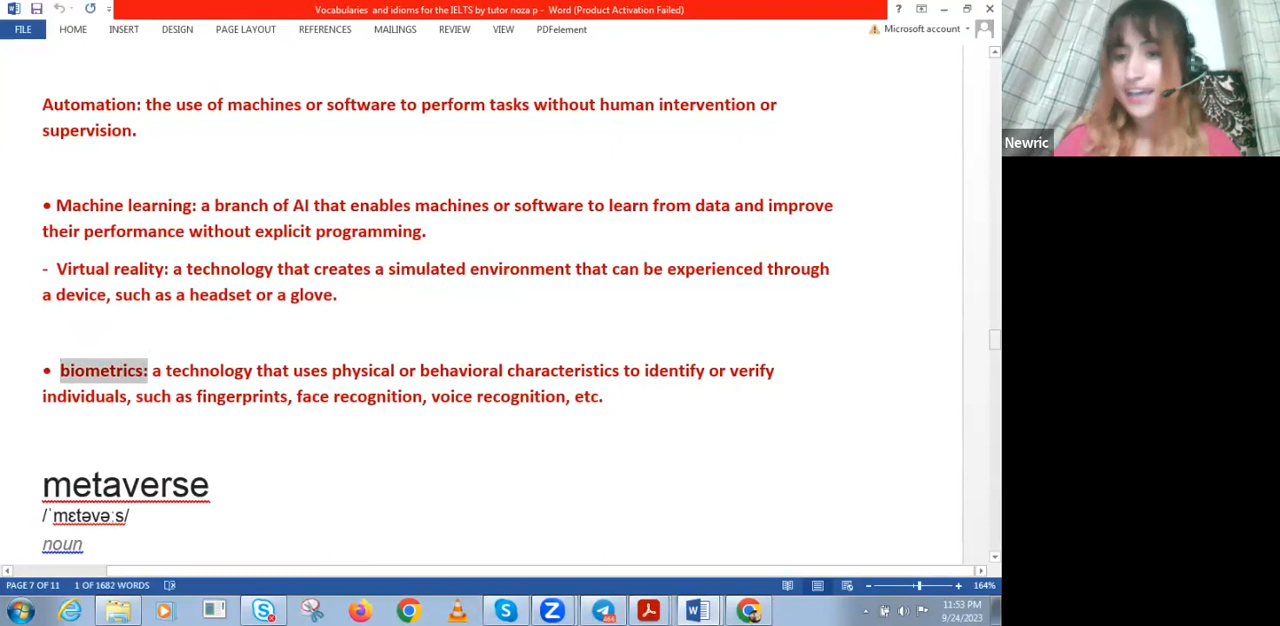 Vocabularies and idioms for the IELTS by tutor noza p - Word (Product Activation Failed)
FILE HOME INSERT DESIGN PAGE LAYOUT REFERENCES MAILINGS REVIEW VIEW PDFelement Microsoft account
Automation: the use of machines or software to perform tasks without human intervention or
supervision.
• Machine learning: a branch of AI that enables machines or software to learn from data and improve
their performance without explicit programming.
- Virtual reality: a technology that creates a simulated environment that can be experienced through
a device, such as a headset or a glove.
• biometrics: a technology that uses physical or behavioral characteristics to identify or verify
individuals, such as fingerprints, face recognition, voice recognition, etc.
metaverse
/ˈmɛtəvəːs/
noun
Newric
PAGE 7 OF 11 1 OF 1682 WORDS 164%
11:53 PM
9/24/2023